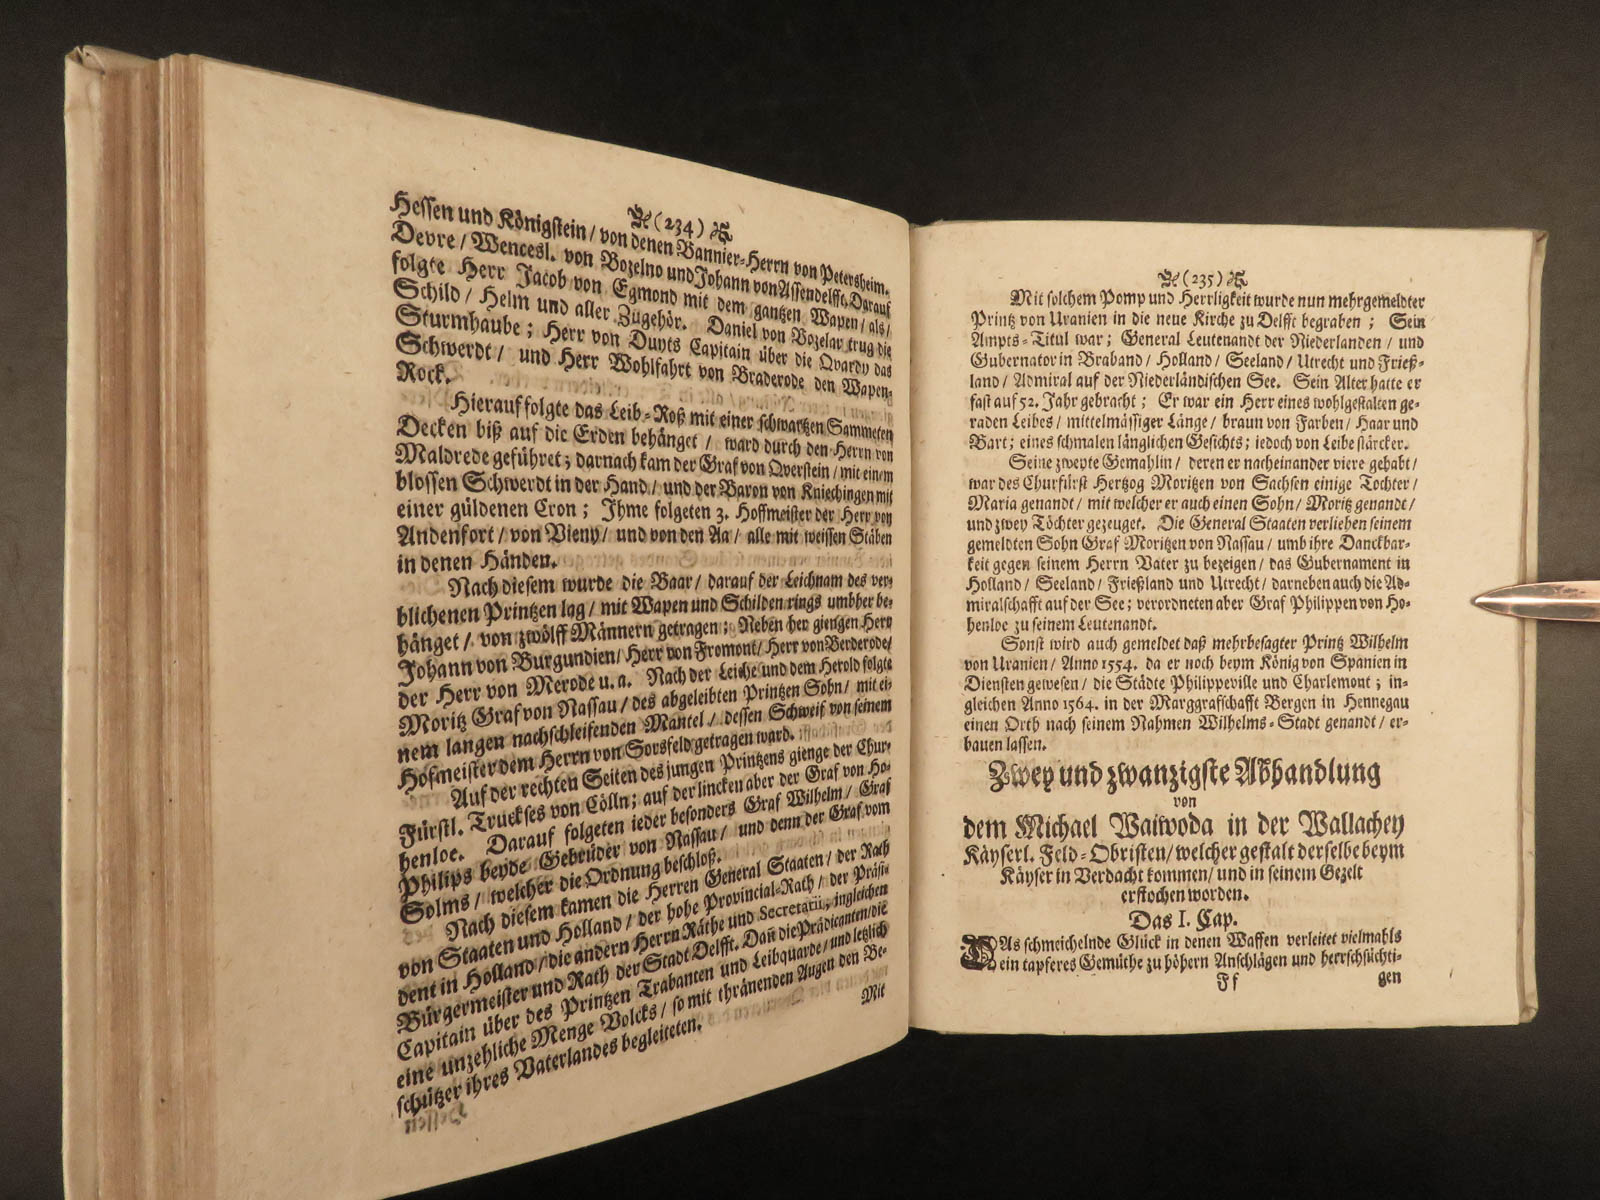 (234)
Hessen und Königstein / von denen Bannier-Herrn von Petersheim.
Devre / Wencesl. von Bozelno und Johann von Assendelfft, Darauf
folgte Herr Jacob von Egmond mit dem gantzen Wapen / als /
Schild / Helm und aller Zugehör. Daniel von Bozelar trug die
Sturmhaube ; Herr von Duyts Capitain über die Qvardy das
Schwerdt / und Herr Wohlfahrt von Braderode den Wapen-
Rock.
Hierauf folgte das Leib-Roß mit einer schwartzen Sammeten
Decken biß auf die Erden behänget / ward durch den Herrn von
Maldrede geführet ; darnach kam der Graf von Overstein / mit einem
blossen Schwerdt in der Hand / und der Baron von Kniechingen mit
einer güldenen Cron ; Ihme folgeten 3. Hoffmeister der Herr von
Andenfort / von Vieny / und von den Aa / alle mit weissen Stäben
in denen Händen.
Nach diesem wurde die Baar / darauf der Leichnam des ver-
blichenen Printzen lag / mit Wapen und Schilden rings umbher be-
hänget / von zwölff Männern getragen ; Neben her giengen Herr
Johann von Burgundien / Herr von Fromont / Herr von Berderode /
der Herr von Merode u. a. Nach der Leiche und dem Herold folgte
Moritz Graf von Nassau / des abgeleibten Printzen Sohn / mit ei-
nem langen nachschleifenden Mantel / dessen Schweif von seinem
Hofmeister dem Herrn von Sorsfeld getragen ward.
Auf der rechten Seiten des jungen Printzens gienge der Chur-
Fürstl. Truckses von Cölln ; auf der lincken aber der Graf von Ho-
henloe. Darauf folgeten ieder besonders Graf Wilhelm / Graf
Philips beyde Gebrüder von Nassau / und denn der Graf vom
Solms / welcher die Ordnung beschloß.
Nach diesem kamen die Herren General Staaten / der Rath
von Staaten und Holland / der hohe Provincial-Rath / der Präsi-
dent in Holland / die andern Herrn Räthe und Secretarii, ingleichen
Bürgermeister und Rath der Stadt Delfft. Dañ die Prädicanten / die
Capitain über des Printzen Trabanten und Leibquarde / und letzlich
eine unzehliche Menge Volcks / so mit thränenden Augen den Be-
schützer ihres Vaterlandes begleiteten.
Mit
(235)
Mit solchem Pomp und Herrligkeit wurde nun mehrgemeldter
Printz von Uranien in die neue Kirche zu Delfft begraben ; Sein
Ampts-Titul war ; General Leutenandt der Niederlanden / und
Gubernator in Braband / Holland / Seeland / Utrecht und Frieß-
land / Admiral auf der Niederländischen See. Sein Alter hatte er
fast auf 52. Jahr gebracht ; Er war ein Herr eines wohlgestalten ge-
raden Leibes / mittelmässiger Länge / braun von Farben / Haar und
Bart ; eines schmalen länglichen Gesichts ; iedoch von Leibe stärcker.
Seine zweyte Gemahlin / deren er nacheinander viere gehabt /
war des Churfürst Hertzog Moritzen von Sachsen einige Tochter /
Maria genandt / mit welcher er auch einen Sohn / Moritz genandt /
und zwey Töchter gezeuget. Die General Staaten verliehen seinem
gemeldten Sohn Graf Moritzen von Nassau / umb ihre Danckbar-
keit gegen seinem Herrn Vater zu bezeigen / das Gubernament in
Holland / Seeland / Frießland und Utrecht / darneben auch die Ad-
miralschafft auf der See ; verordneten aber Graf Philippen von Ho-
henloe zu seinem Leutenandt.
Sonst wird auch gemeldet daß mehrbesagter Printz Wilhelm
von Uranien / Anno 1554. da er noch beym König von Spanien in
Diensten gewesen / die Städte Philippeville und Charlemont ; in-
gleichen Anno 1564. in der Marggrafschafft Bergen in Hennegau
einen Orth nach seinem Nahmen Wilhelms-Stadt genandt / er-
bauen lassen.
Zwey und zwanzigste Abhandlung
von
dem Michael Waiwoda in der Wallachey
Käyserl. Feld-Obristen / welcher gestalt derselbe beym
Käyser in Verdacht kommen / und in seinem Gezelt
erstochen worden.
Das I. Cap.
DAs schmeichelnde Glück in denen Waffen verleitet vielmahls
ein tapferes Gemüthe zu höhern Anschlägen und herrschsüchti-
Ff
gen